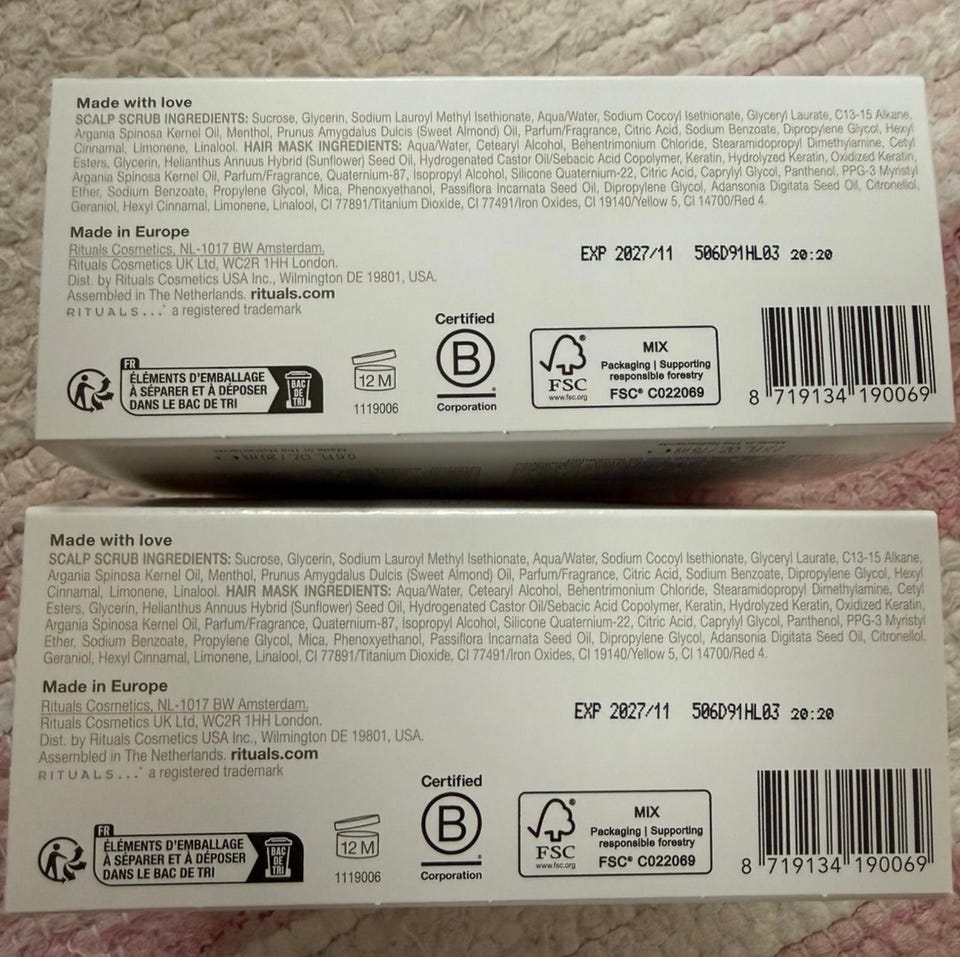 Made with love
SCALP SCRUB INGREDIENTS: Sucrose, Glycerin, Sodium Lauroyl Methyl Isethionate, Aqua/Water, Sodium Cocoyl Isethionate, Glyceryl Laurate, C13-15 Alkane,
Argania Spinosa Kernel Oil, Menthol, Prunus Amygdalus Dulcis (Sweet Almond) Oil, Parfum/Fragrance, Citric Acid, Sodium Benzoate, Dipropylene Glycol, Hexyl
Cinnamal, Limonene, Linalool. HAIR MASK INGREDIENTS: Aqua/Water, Cetearyl Alcohol, Behentrimonium Chloride, Stearamidopropyl Dimethylamine, Cetyl
Esters, Glycerin, Helianthus Annuus Hybrid (Sunflower) Seed Oil, Hydrogenated Castor Oil/Sebacic Acid Copolymer, Keratin, Hydrolyzed Keratin, Oxidized Keratin,
Argania Spinosa Kernel Oil, Parfum/Fragrance, Quaternium-87, Isopropyl Alcohol, Silicone Quaternium-22, Citric Acid, Caprylyl Glycol, Panthenol, PPG-3 Myristyl
Ether, Sodium Benzoate, Propylene Glycol, Mica, Phenoxyethanol, Passiflora Incarnata Seed Oil, Dipropylene Glycol, Adansonia Digitata Seed Oil, Citronellol,
Geraniol, Hexyl Cinnamal, Limonene, Linalool, CI 77891/Titanium Dioxide, CI 77491/Iron Oxides, CI 19140/Yellow 5, CI 14700/Red 4.
Made in Europe
Rituals Cosmetics, NL-1017 BW Amsterdam.
Rituals Cosmetics UK Ltd, WC2R 1HH London.
Dist. by Rituals Cosmetics USA Inc., Wilmington DE 19801, USA.
Assembled in The Netherlands. rituals.com
RITUALS...® a registered trademark
EXP 2027/11 506D91HL03 20:20
FR
ÉLÉMENTS D'EMBALLAGE
À SÉPARER ET À DÉPOSER
DANS LE BAC DE TRI
BAC
DE
TRI
12 M
1119006
Certified
B
Corporation
FSC
www.fsc.org
MIX
Packaging | Supporting
responsible forestry
FSC® C022069
8 719134 190069
Made with love
SCALP SCRUB INGREDIENTS: Sucrose, Glycerin, Sodium Lauroyl Methyl Isethionate, Aqua/Water, Sodium Cocoyl Isethionate, Glyceryl Laurate, C13-15 Alkane,
Argania Spinosa Kernel Oil, Menthol, Prunus Amygdalus Dulcis (Sweet Almond) Oil, Parfum/Fragrance, Citric Acid, Sodium Benzoate, Dipropylene Glycol, Hexyl
Cinnamal, Limonene, Linalool. HAIR MASK INGREDIENTS: Aqua/Water, Cetearyl Alcohol, Behentrimonium Chloride, Stearamidopropyl Dimethylamine, Cetyl
Esters, Glycerin, Helianthus Annuus Hybrid (Sunflower) Seed Oil, Hydrogenated Castor Oil/Sebacic Acid Copolymer, Keratin, Hydrolyzed Keratin, Oxidized Keratin,
Argania Spinosa Kernel Oil, Parfum/Fragrance, Quaternium-87, Isopropyl Alcohol, Silicone Quaternium-22, Citric Acid, Caprylyl Glycol, Panthenol, PPG-3 Myristyl
Ether, Sodium Benzoate, Propylene Glycol, Mica, Phenoxyethanol, Passiflora Incarnata Seed Oil, Dipropylene Glycol, Adansonia Digitata Seed Oil, Citronellol,
Geraniol, Hexyl Cinnamal, Limonene, Linalool, CI 77891/Titanium Dioxide, CI 77491/Iron Oxides, CI 19140/Yellow 5, CI 14700/Red 4.
Made in Europe
Rituals Cosmetics, NL-1017 BW Amsterdam.
Rituals Cosmetics UK Ltd, WC2R 1HH London.
Dist. by Rituals Cosmetics USA Inc., Wilmington DE 19801, USA.
Assembled in The Netherlands. rituals.com
RITUALS...® a registered trademark
EXP 2027/11 506D91HL03 20:20
FR
ÉLÉMENTS D'EMBALLAGE
À SÉPARER ET À DÉPOSER
DANS LE BAC DE TRI
BAC
DE
TRI
12 M
1119006
Certified
B
Corporation
FSC
www.fsc.org
MIX
Packaging | Supporting
responsible forestry
FSC® C022069
8 719134 190069